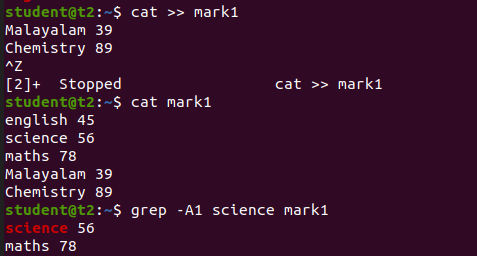 student@t2:~$ cat >> mark1
Malayalam 39
Chemistry 89
^Z
[2]+  Stopped                 cat >> mark1
student@t2:~$ cat mark1
english 45
science 56
maths 78
Malayalam 39
Chemistry 89
student@t2:~$ grep -A1 science mark1
science 56
maths 78